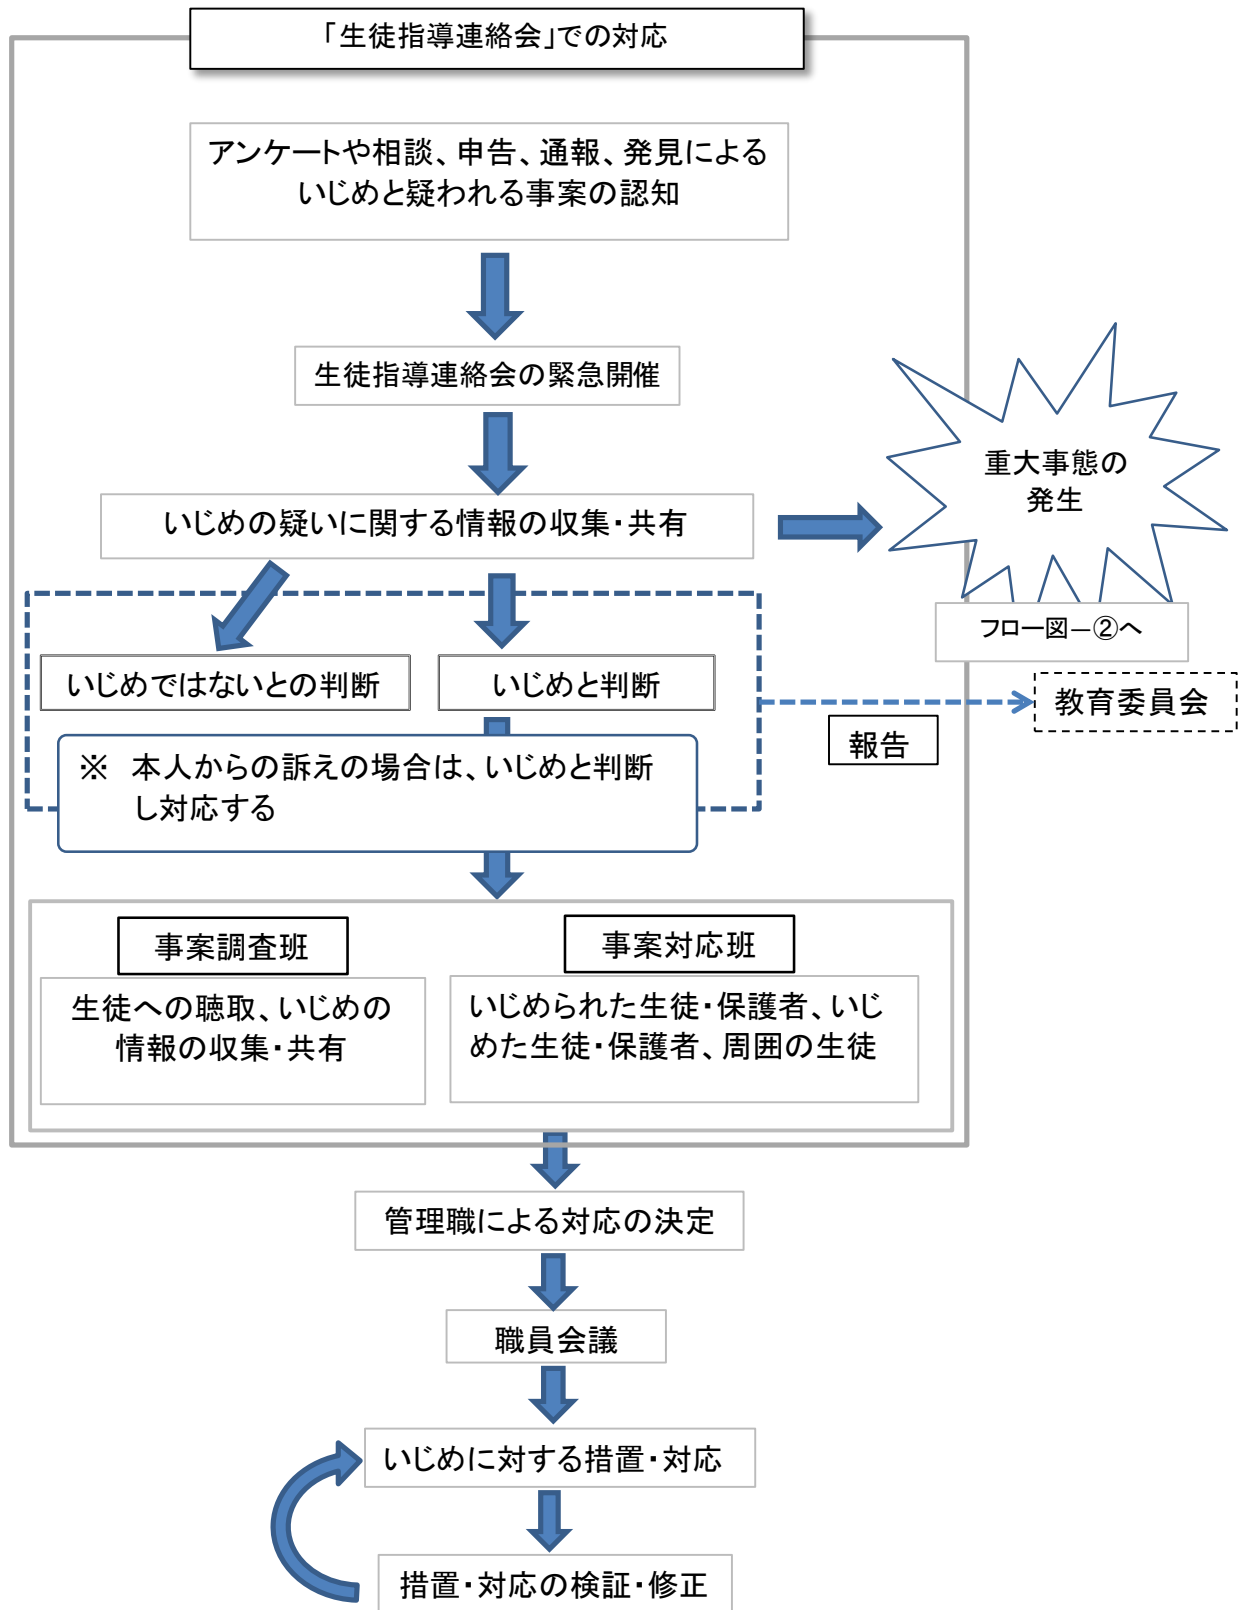 「生徒指導連絡会」での対応
アンケートや相談、申告、通報、発見による
いじめと疑われる事案の認知
生徒指導連絡会の緊急開催
重大事態の
発生
いじめの疑いに関する情報の収集・共有
フロー図―②へ
いじめではないとの判断
いじめと判断
教育委員会
報告
※　本人からの訴えの場合は、いじめと判断
し対応する
事案調査班
生徒への聴取、いじめの
情報の収集・共有
事案対応班
いじめられた生徒・保護者、いじ
めた生徒・保護者、周囲の生徒
管理職による対応の決定
職員会議
いじめに対する措置・対応
措置・対応の検証・修正